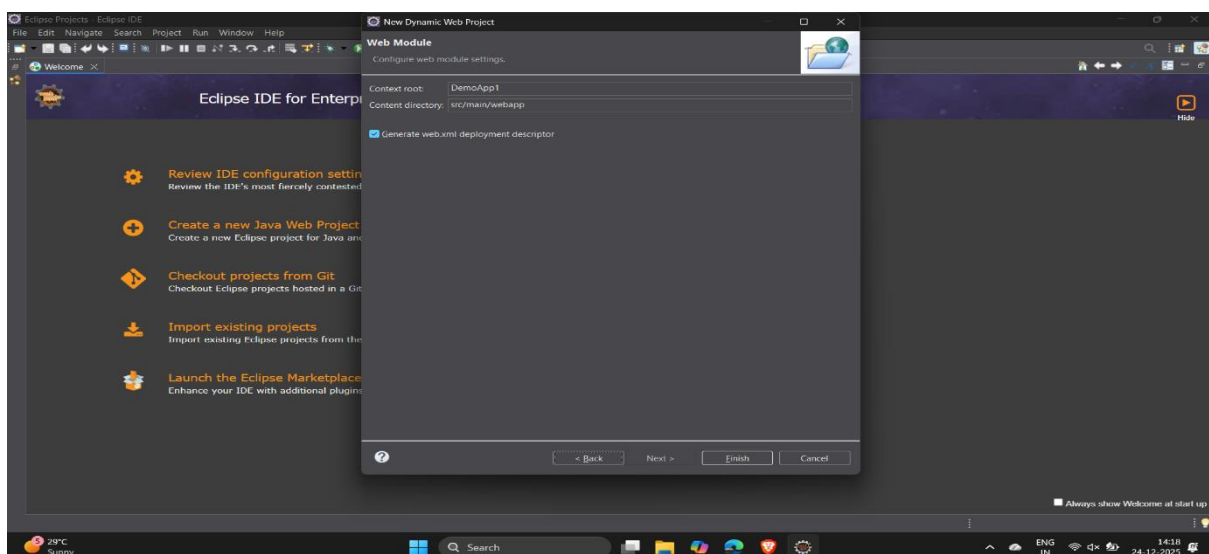 Eclipse Projects - Eclipse IDE
File Edit Navigate Search Project Run Window Help
Welcome
Eclipse IDE for Enterp
Hide
Review IDE configuration settin
Review the IDE's most fiercely contested
Create a new Java Web Project
Create a new Eclipse project for Java an
Checkout projects from Git
Checkout Eclipse projects hosted in a Git
Import existing projects
Import existing Eclipse projects from the
Launch the Eclipse Marketplace
Enhance your IDE with additional plugins
Always show Welcome at start up
New Dynamic Web Project
Web Module
Configure web module settings.
Context root: DemoApp1
Content directory: src/main/webapp
Generate web.xml deployment descriptor
? < Back Next > Finish Cancel
5 29°C
Sunny
Search
ENG
IN
14:18
24-12-2025